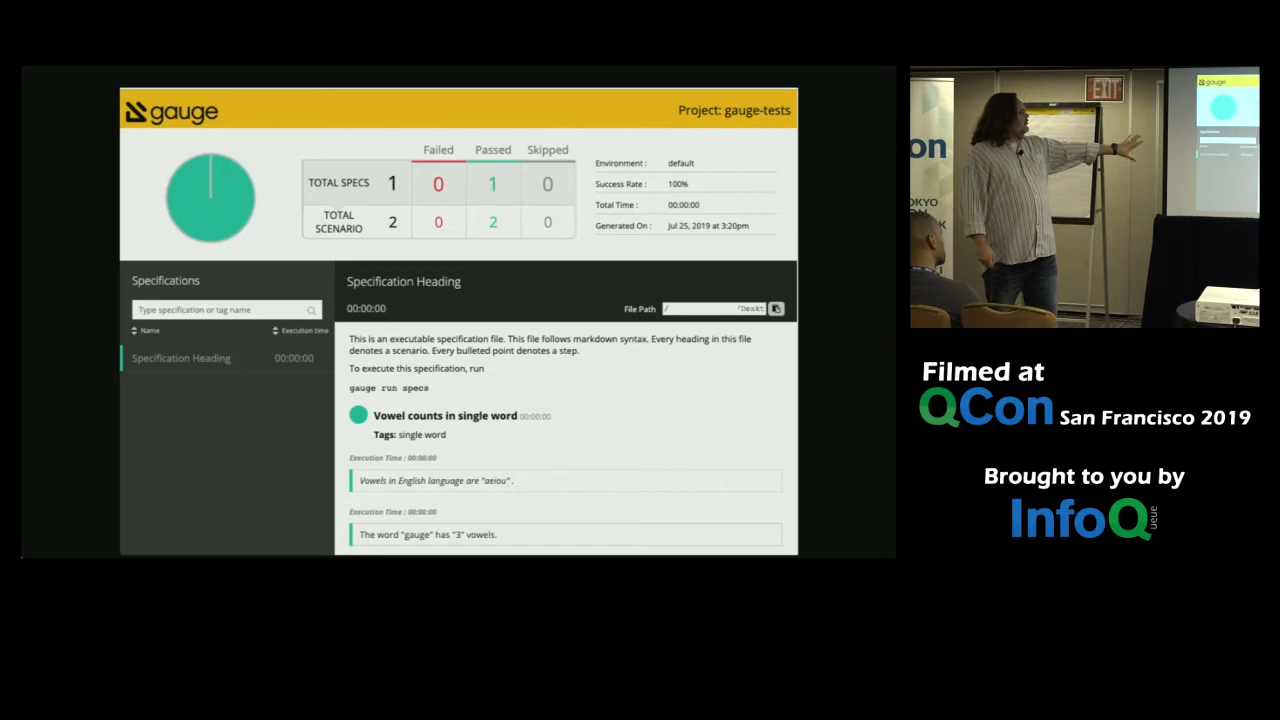 gauge
Project: gauge-tests
Failed Passed Skipped
TOTAL SPECS 1 0 1 0
TOTAL SCENARIO 2 0 2 0
Environment : default
Success Rate : 100%
Total Time : 00:00:00
Generated On : Jul 25, 2019 at 3:20pm
Specifications
Type specification or tag name
Name Execution time
Specification Heading 00:00:00
Specification Heading
00:00:00
File Path /
This is an executable specification file. This file follows markdown syntax. Every heading in this file
denotes a scenario. Every bulleted point denotes a step.
To execute this specification, run
gauge run specs
Vowel counts in single word 00:00:00
Tags: single word
Execution Time : 00:00:00
Vowels in English language are "aeiou" .
Execution Time : 00:00:00
The word "gauge" has "3" vowels.
EXIT
gauge
on
OKYO
Filmed at
QCon San Francisco 2019
Brought to you by
InfoQ